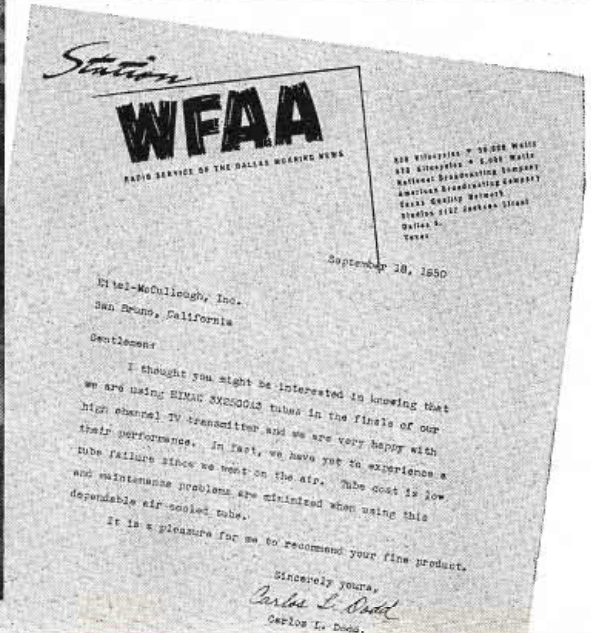 Station
WFAA
RADIO SERVICE OF THE DALLAS MORNING NEWS
820 Kilocycles * 50,000 Watts
570 Kilocycles * 5,000 Watts
National Broadcasting Company
American Broadcasting Company
Texas Quality Network
Studios 1122 Jackson Street
Dallas 2,
Texas
September 18, 1950
Eitel-McCullough, Inc.
San Bruno, California
Gentlemen:
I thought you might be interested in knowing that
we are using EIMAC 3X2500A3 tubes in the finals of our
high channel TV transmitter and we are very happy with
their performance. In fact, we have yet to experience a
tube failure since we went on the air. Tube cost is low
and maintenance problems are minimized when using this
dependable air-cooled tube.
It is a pleasure for me to recommend your fine product.
Sincerely yours,
Carlos L. Dodd
Carlos L. Dodd.